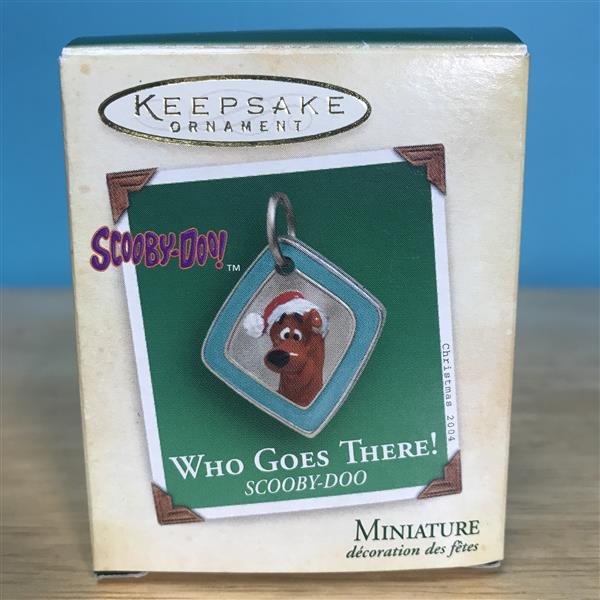 KEEPSAKE
ORNAMENT
SCOOBY-DOO!
TM
Christmas 2004
WHO GOES THERE!
SCOOBY-DOO
MINIATURE
décoration des fêtes